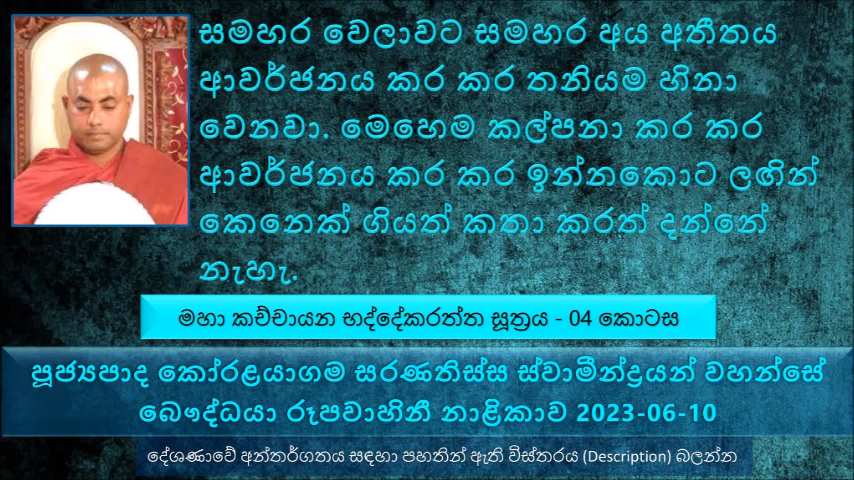 සමහර වෙලාවට සමහර අය අතීතය
ආවර්ජනය කර කර තනියම හිනා
වෙනවා. මෙහෙම කල්පනා කර කර
ආවර්ජනය කර කර ඉන්නකොට ලඟින්
කෙනෙක් ගියත් කතා කරත් දන්නේ
නැහැ.
මහා කච්චායන භද්දේකරත්ත සූත්‍රය - 04 කොටස
පූජ්‍යපාද කෝරළයාගම සරණතිස්ස ස්වාමීන්ද්‍රයන් වහන්සේ
බෞද්ධයා රූපවාහිනී නාළිකාව 2023-06-10
දේශණාවේ අන්තර්ගතය සඳහා පහතින් ඇති විස්තරය (Description) බලන්න